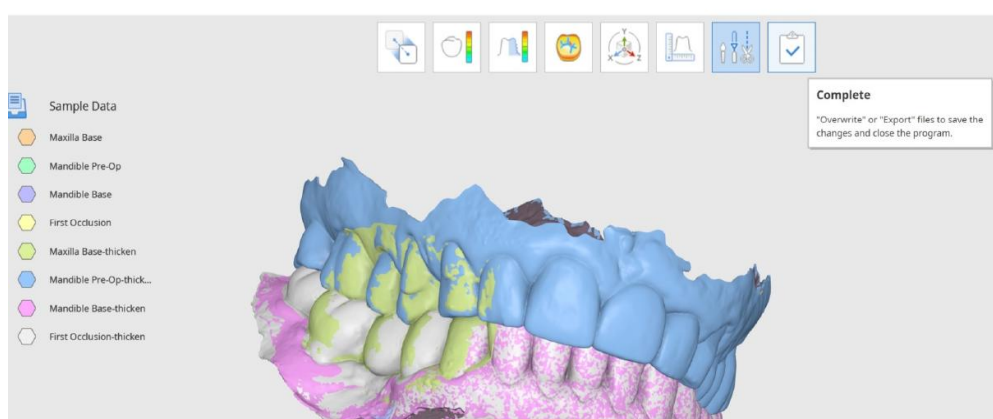 Y
X
Z
Complete
"Overwrite" or "Export" files to save the
changes and close the program.
Sample Data
Maxilla Base
Mandible Pre-Op
Mandible Base
First Occlusion
Maxilla Base-thicken
Mandible Pre-Op-thick...
Mandible Base-thicken
First Occlusion-thicken